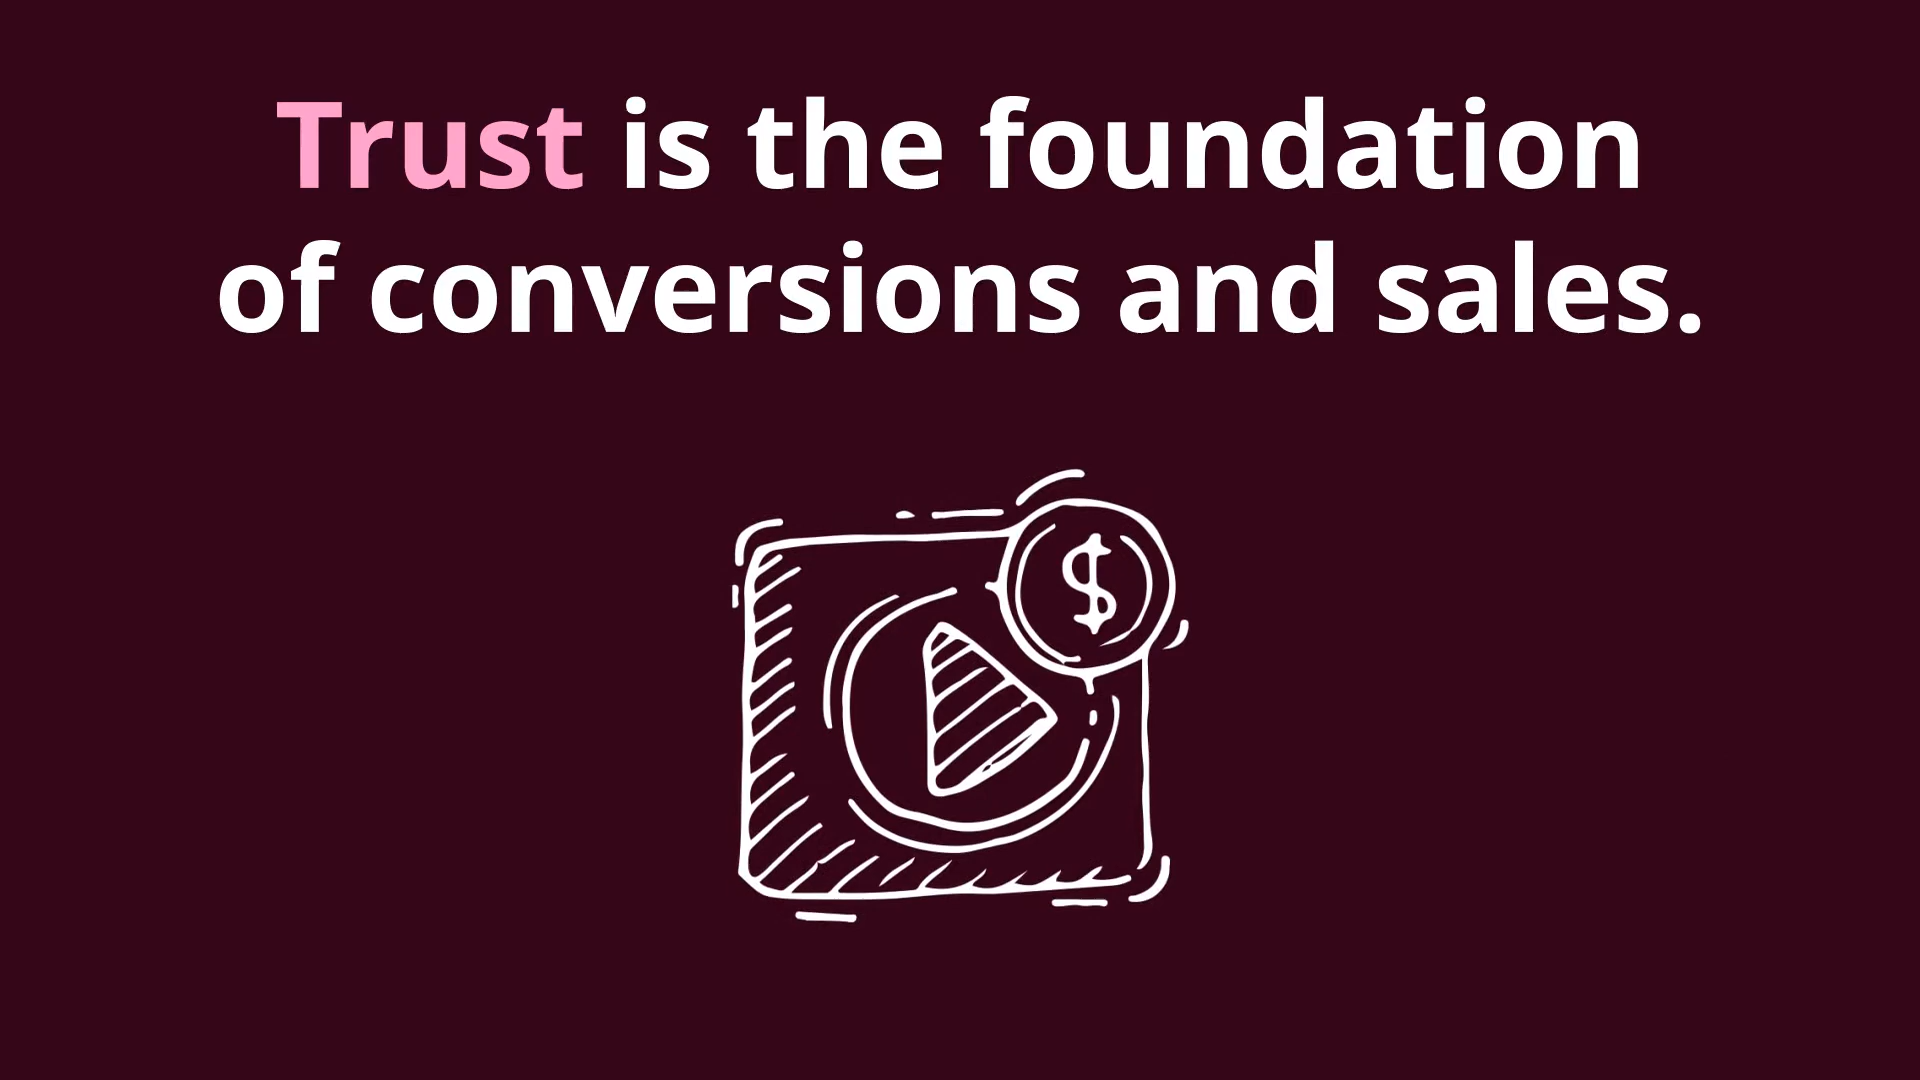 Trust is the foundation
of conversions and sales.
$